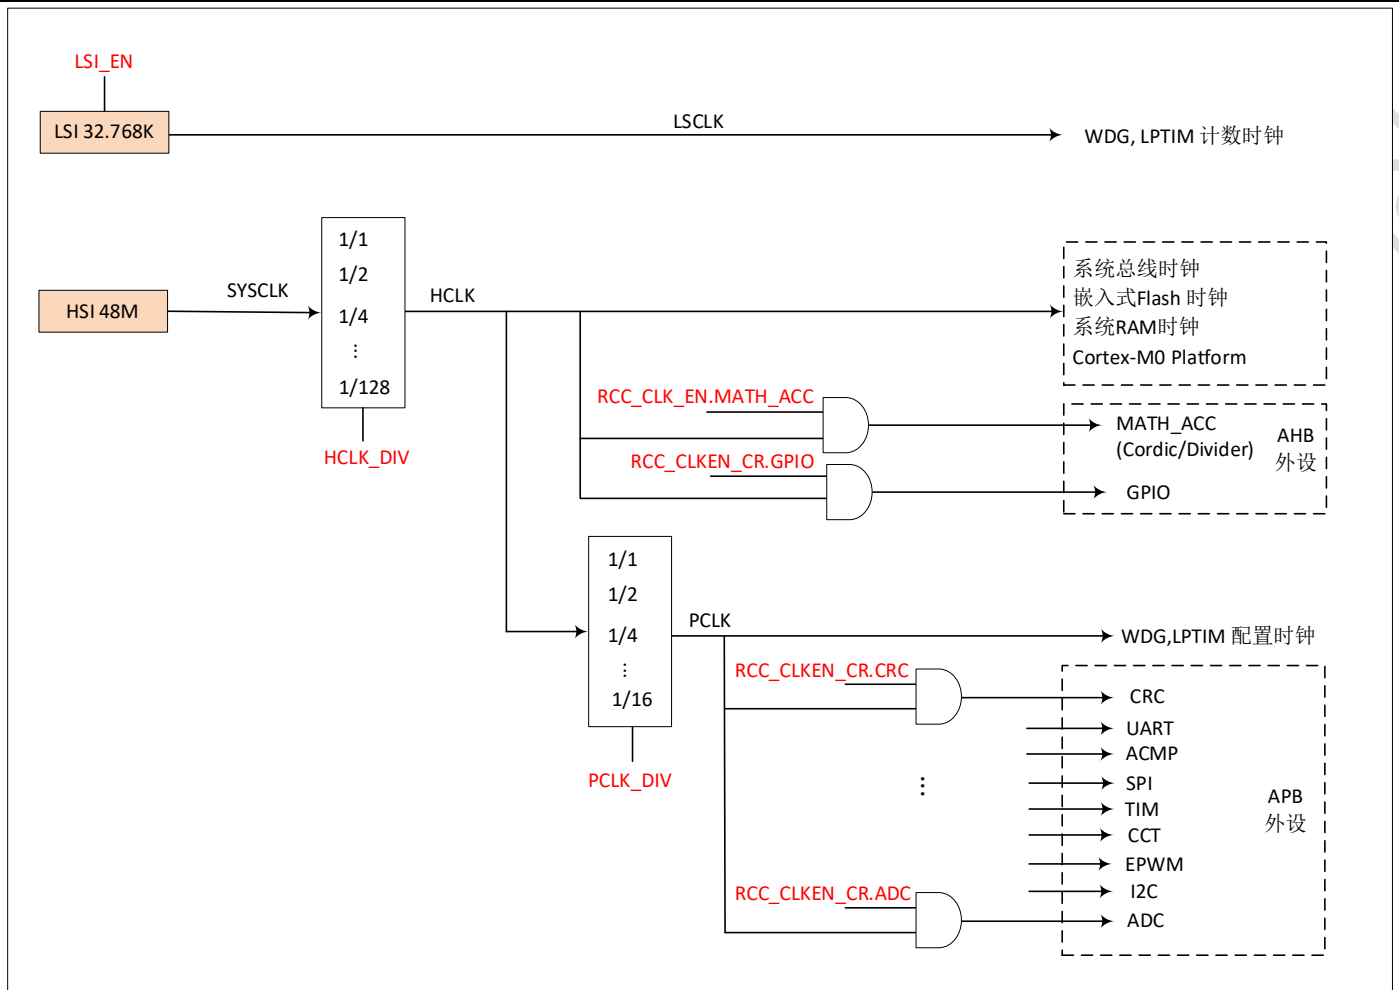 LSI_EN
LSI 32.768K
LSCLK
WDG, LPTIM 计数时钟
HSI 48M
SYSCLK
1/1
1/2
1/4
⋮
1/128
HCLK_DIV
HCLK
系统总线时钟
嵌入式Flash 时钟
系统RAM时钟
Cortex-M0 Platform
RCC_CLK_EN.MATH_ACC
MATH_ACC
(Cordic/Divider)
AHB
外设
RCC_CLKEN_CR.GPIO
GPIO
1/1
1/2
1/4
⋮
1/16
PCLK_DIV
PCLK
WDG,LPTIM 配置时钟
RCC_CLKEN_CR.CRC
CRC
UART
ACMP
SPI
TIM
CCT
EPWM
I2C
ADC
⋮
APB
外设
RCC_CLKEN_CR.ADC